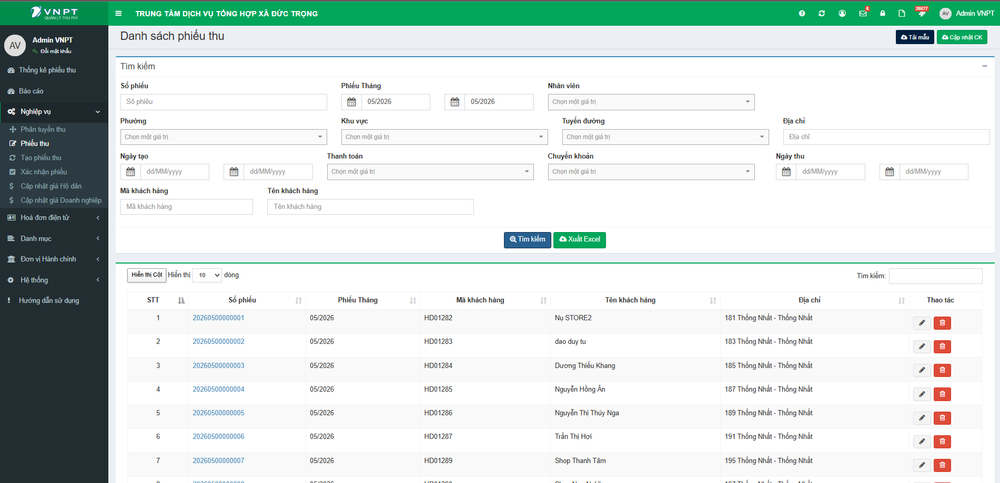 VNPT
QUẢN LÝ THU PHÍ
TRUNG TÂM DỊCH VỤ TỔNG HỢP XÃ ĐỨC TRỌNG
6
26677
AV
Admin VNPT
AV
Admin VNPT
Đổi mật khẩu
Thống kê phiếu thu
Báo cáo
Nghiệp vụ
Phân tuyến thu
Phiếu thu
Tạo phiếu thu
Xác nhận phiếu
Cập nhật giá Hộ dân
Cập nhật giá Doanh nghiệp
Hoá đơn điện tử
Danh mục
Đơn vị Hành chính
Hệ thống
Hướng dẫn sử dụng
Danh sách phiếu thu
Tải mẫu
Cập nhật CK
Tìm kiếm
Số phiếu
Phiếu Tháng
Nhân viên
Số phiếu
05/2026
05/2026
Chọn một giá trị
Phường
Khu vực
Tuyến đường
Địa chỉ
Chọn một giá trị
Chọn một giá trị
Chọn một giá trị
Địa chỉ
Ngày tạo
Thanh toán
Chuyển khoản
Ngày thu
dd/MM/yyyy
dd/MM/yyyy
Chọn một giá trị
Chọn một giá trị
dd/MM/yyyy
dd/MM/yyyy
Mã khách hàng
Tên khách hàng
Mã khách hàng
Tên khách hàng
Tìm kiếm
Xuất Excel
Hiển thị Cột
Hiển thị 10 dòng
Tìm kiếm:
STT Số phiếu Phiếu Tháng Mã khách hàng Tên khách hàng Địa chỉ Thao tác
1 20260500000001 05/2026 HD01282 Nụ STORE2 181 Thống Nhất - Thống Nhất
2 20260500000002 05/2026 HD01283 dao duy tu 183 Thống Nhất - Thống Nhất
3 20260500000003 05/2026 HD01284 Dương Thiếu Khang 185 Thống Nhất - Thống Nhất
4 20260500000004 05/2026 HD01285 Nguyễn Hồng Ân 187 Thống Nhất - Thống Nhất
5 20260500000005 05/2026 HD01286 Nguyễn Thị Thúy Nga 189 Thống Nhất - Thống Nhất
6 20260500000006 05/2026 HD01287 Trần Thị Hợi 191 Thống Nhất - Thống Nhất
7 20260500000007 05/2026 HD01289 Shop Thanh Tâm 195 Thống Nhất - Thống Nhất